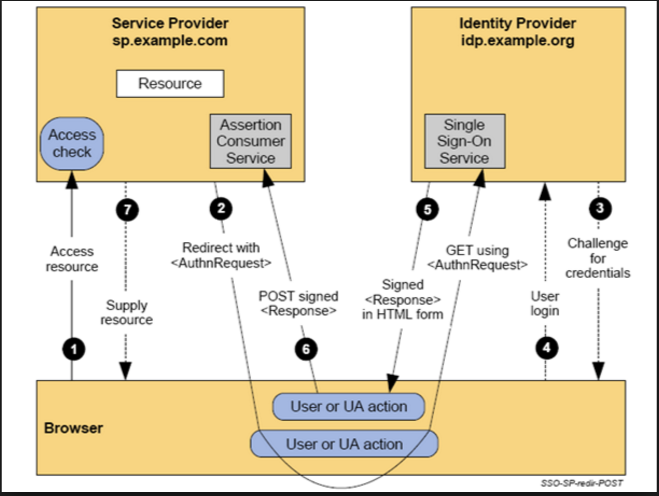 Service Provider
sp.example.com
Identity Provider
idp.example.org
Resource
Access
check
Assertion
Consumer
Service
Single
Sign-On
Service
7
2
5
3
Access
resource
Redirect with
<AuthnRequest>
GET using
<AuthnRequest>
Challenge
for
credentials
Supply
resource
POST signed
<Response>
Signed
<Response>
in HTML form
User
login
1
6
4
User or UA action
Browser
User or UA action
SSO-SP-redir-POST